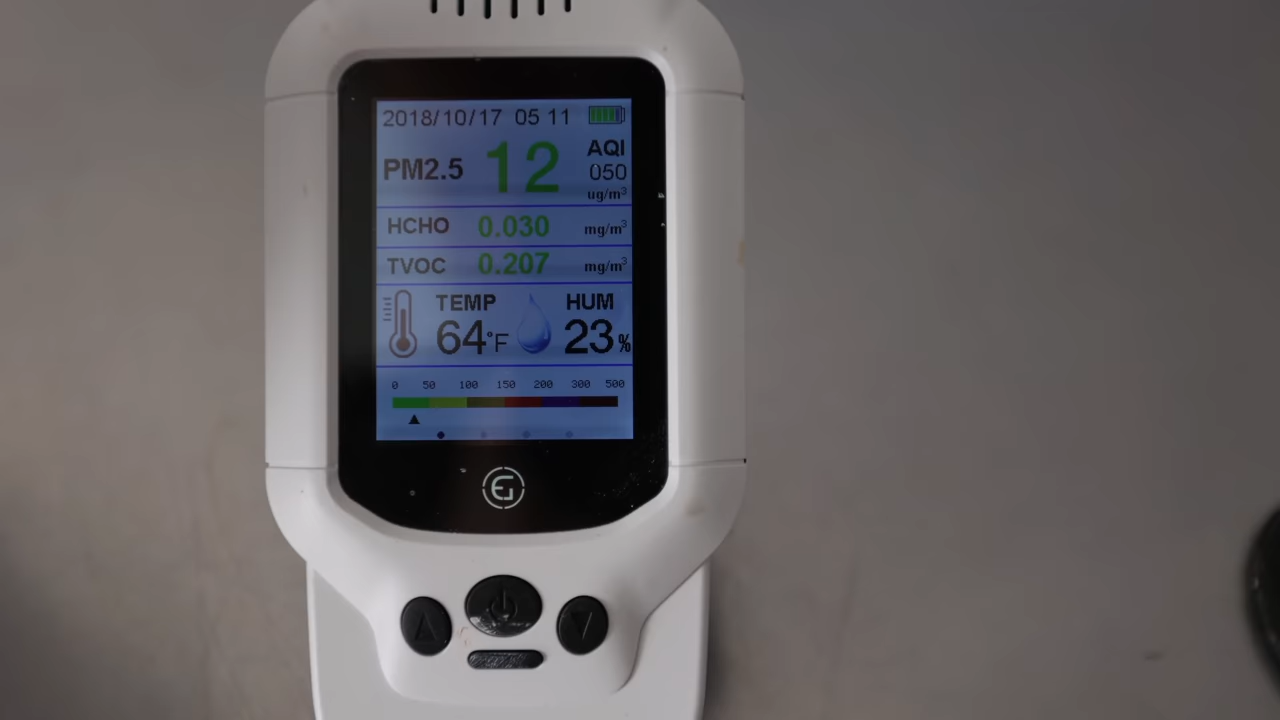 2018/10/17 05 11
PM2.5 12 AQI
050
ug/m³
HCHO 0.030 mg/m³
TVOC 0.207 mg/m³
TEMP HUM
64°F 23%
0 50 100 150 200 300 500